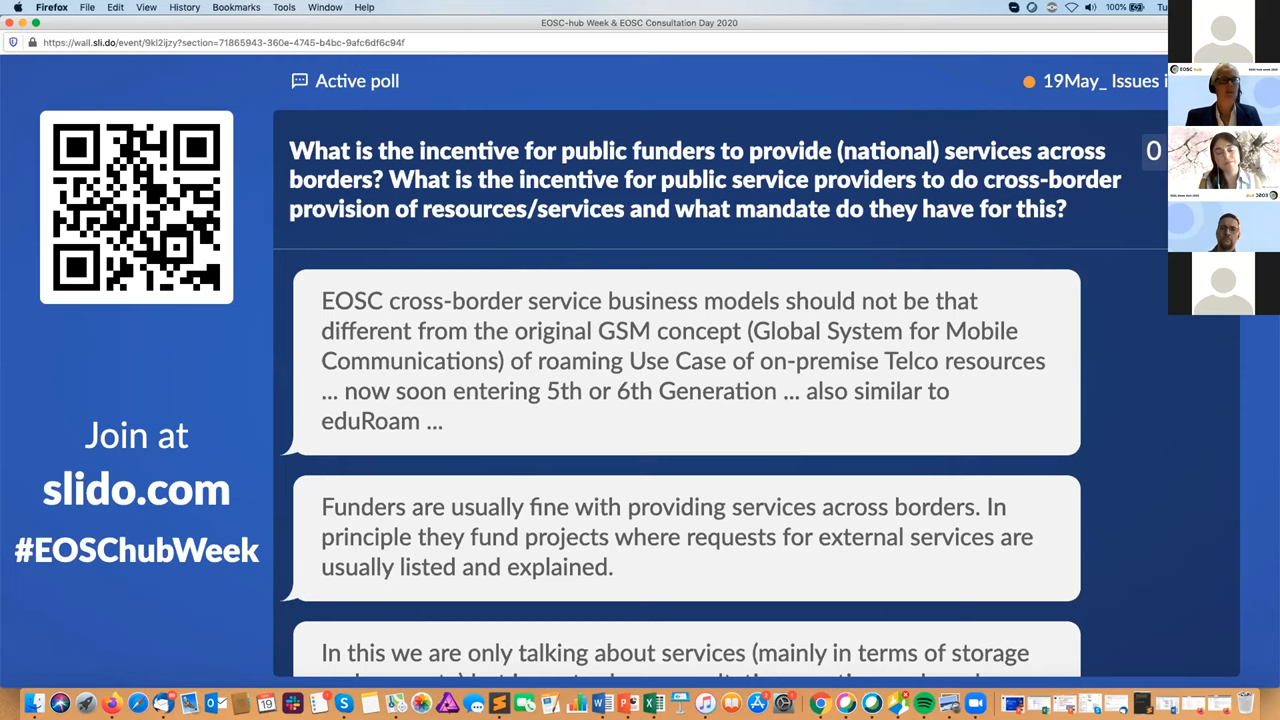 Firefox File Edit View History Bookmarks Tools Window Help 100% Tu
EOSC-hub Week & EOSC Consultation Day 2020
https://wall.sli.do/event/9kl2ijzy?section=71865943-360e-4745-b4bc-9afc6df6c94f
Active poll
19May_ Issues i
What is the incentive for public funders to provide (national) services across
borders? What is the incentive for public service providers to do cross-border
provision of resources/services and what mandate do they have for this?
0
EOSC cross-border service business models should not be that
different from the original GSM concept (Global System for Mobile
Communications) of roaming Use Case of on-premise Telco resources
... now soon entering 5th or 6th Generation ... also similar to
eduRoam ...
Funders are usually fine with providing services across borders. In
principle they fund projects where requests for external services are
usually listed and explained.
In this we are only talking about services (mainly in terms of storage
Join at
slido.com
#EOSChubWeek